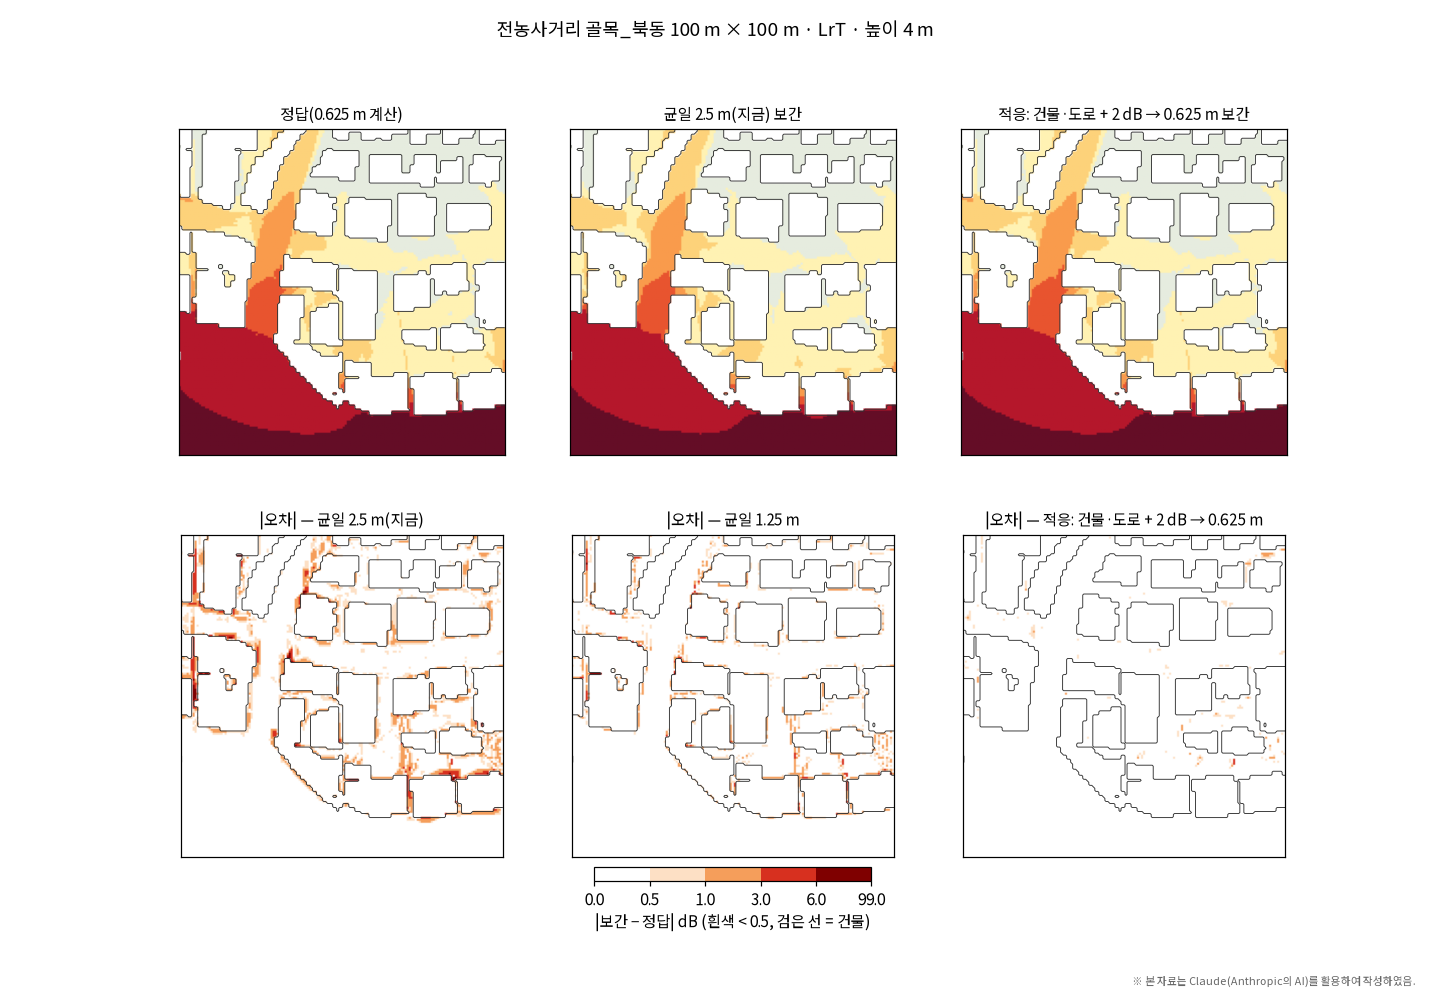 전농사거리 골목_북동 100 m × 100 m · LrT · 높이 4 m
정답(0.625 m 계산)
균일 2.5 m(지금) 보간
적응: 건물·도로 + 2 dB → 0.625 m 보간
|오차| — 균일 2.5 m(지금)
|오차| — 균일 1.25 m
|오차| — 적응: 건물·도로 + 2 dB → 0.625 m
0.0 0.5 1.0 3.0 6.0 99.0
|보간 − 정답| dB (흰색 < 0.5, 검은 선 = 건물)
※ 본 자료는 Claude(Anthropic의 AI)를 활용하여 작성하였음.